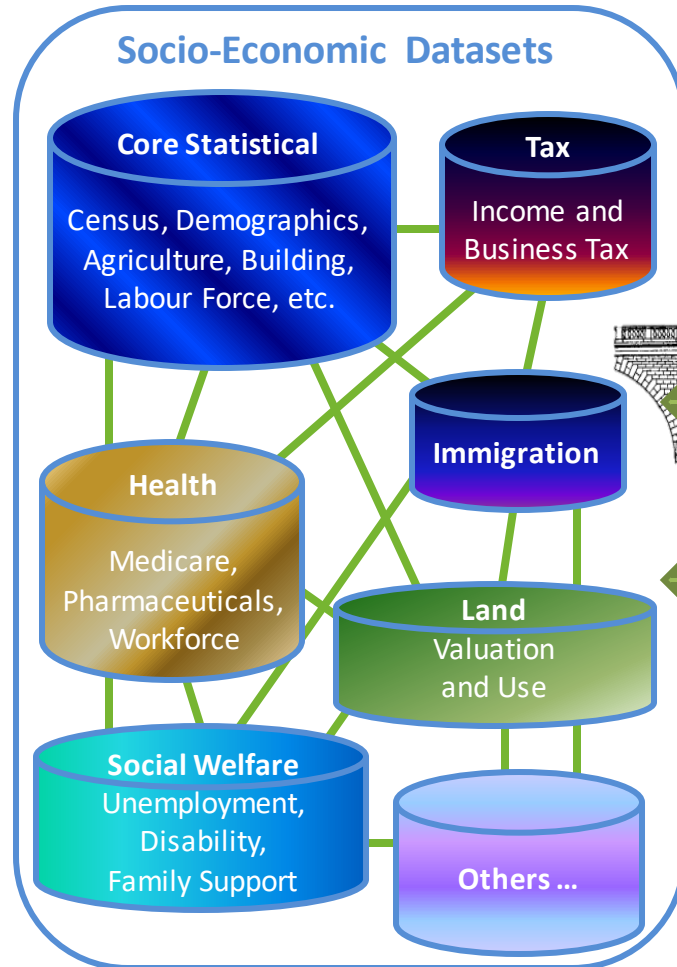 Socio-Economic Datasets
Core Statistical
Census, Demographics,
Agriculture, Building,
Labour Force, etc.
Tax
Income and
Business Tax
Immigration
Health
Medicare,
Pharmaceuticals,
Workforce
Land
Valuation
and Use
Social Welfare
Unemployment,
Disability,
Family Support
Others ...